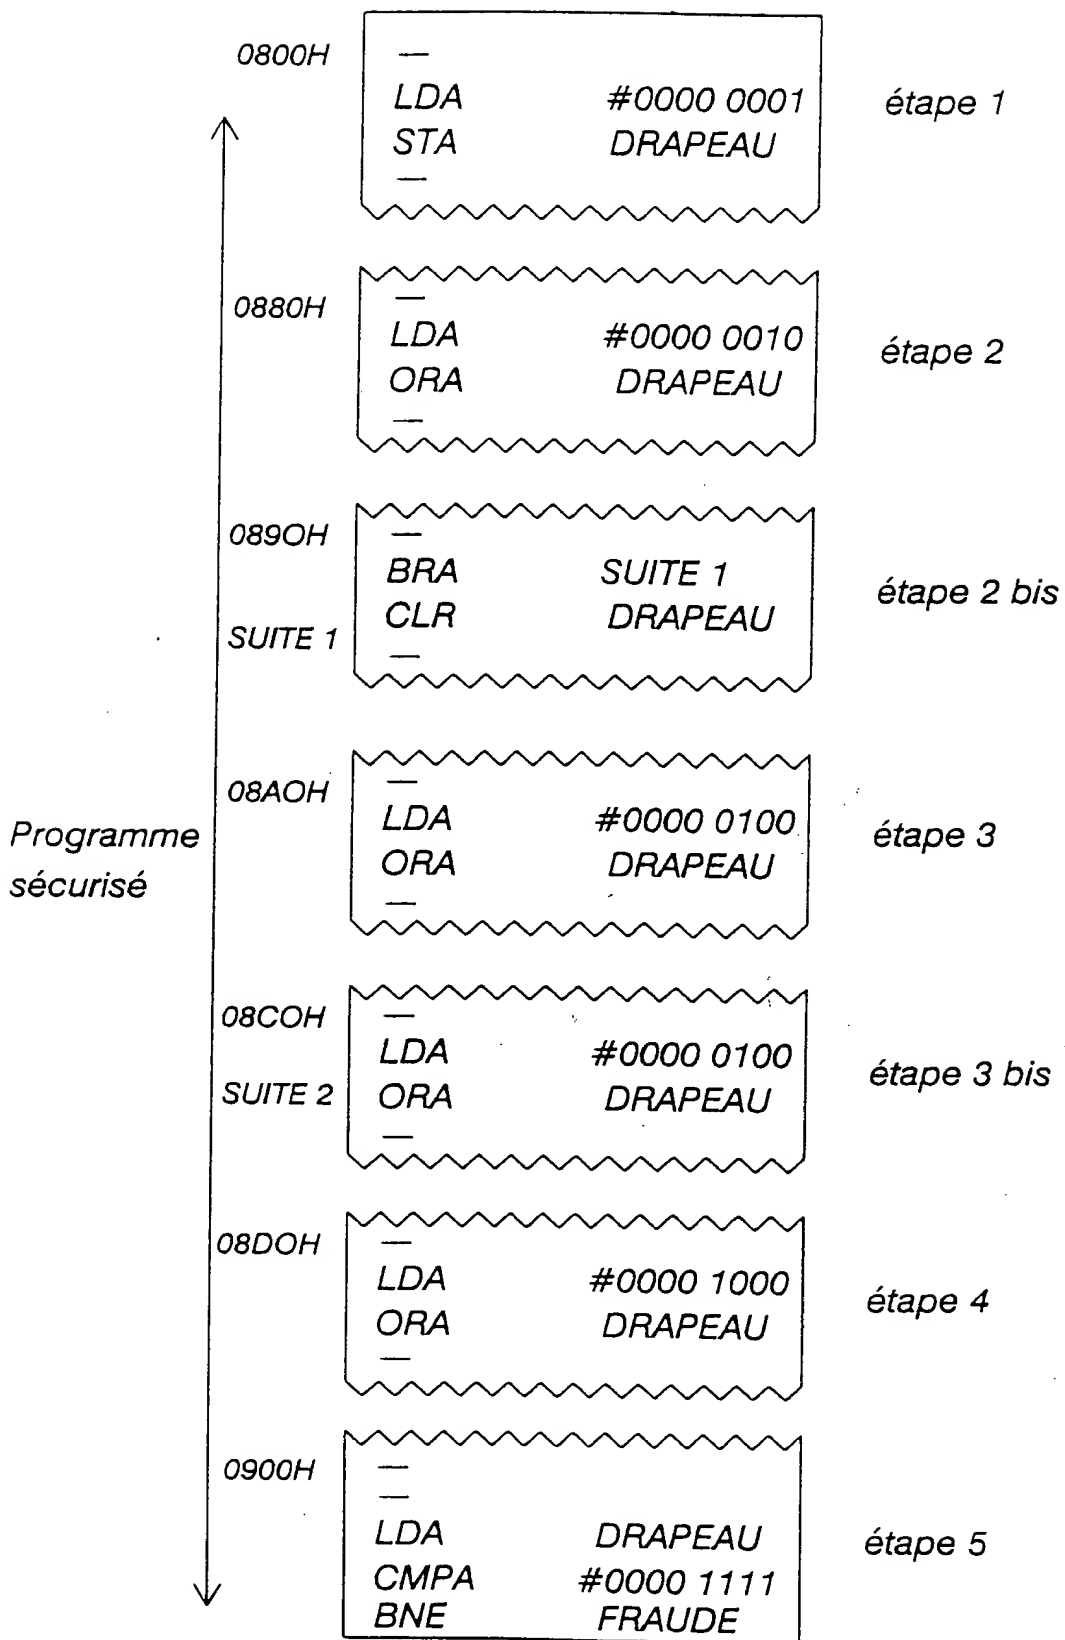 0800H
—
LDA #0000 0001
STA DRAPEAU
—
étape 1
0880H
—
LDA #0000 0010
ORA DRAPEAU
—
étape 2
089OH
—
BRA SUITE 1
CLR DRAPEAU
SUITE 1
—
étape 2 bis
08AOH
—
LDA #0000 0100
ORA DRAPEAU
—
étape 3
Programme
sécurisé
08COH
—
LDA #0000 0100
SUITE 2 ORA DRAPEAU
—
étape 3 bis
08DOH
—
LDA #0000 1000
ORA DRAPEAU
—
étape 4
0900H
—
—
LDA DRAPEAU
CMPA #0000 1111
BNE FRAUDE
étape 5